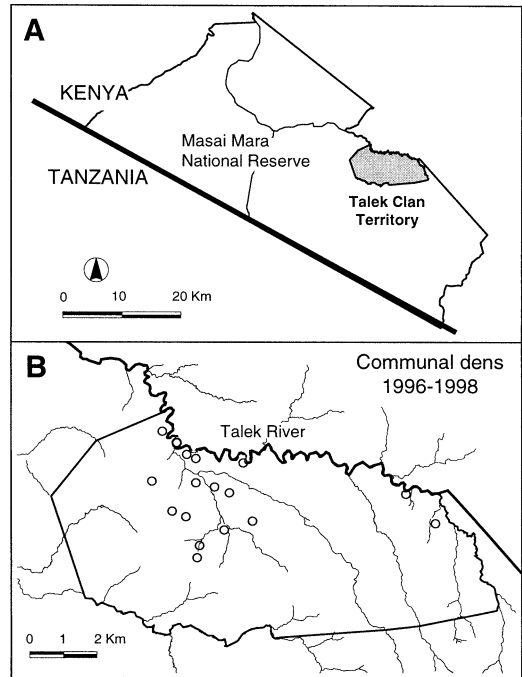 A
KENYA
Masai Mara
National Reserve
TANZANIA
Talek Clan
Territory
0 10 20 Km
B
Communal dens
1996-1998
Talek River
0 1 2 Km